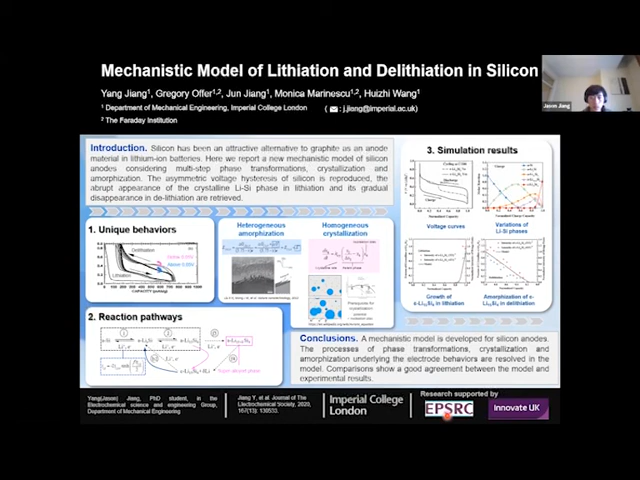 Mechanistic Model of Lithiation and Delithiation in Silicon
Yang Jiang¹, Gregory Offer¹,², Jun Jiang¹, Monica Marinescu¹,², Huizhi Wang¹
¹ Department of Mechanical Engineering, Imperial College London
( : j.jiang@imperial.ac.uk)
² The Faraday Institution
Jason Jiang
Introduction. Silicon has been an attractive alternative to graphite as an anode
material in lithium-ion batteries. Here we report a new mechanistic model of silicon
anodes considering multi-step phase transformations, crystallization and
amorphization. The asymmetric voltage hysteresis of silicon is reproduced, the
abrupt appearance of the crystalline Li-Si phase in lithiation and its gradual
disappearance in de-lithiation are retrieved.
1. Unique behaviors
Delithiation
Lithiation
CAPACITY
Heterogeneous
amorphization
Homogeneous
crystallization
2. Reaction pathways
3. Simulation results
Voltage curves
Variations of
Li-Si phases
Growth of
in lithiation
Amorphization of c-
in delithiation
Conclusions. A mechanistic model is developed for silicon anodes.
The processes of phase transformations, crystallization and
amorphization underlying the electrode behaviors are resolved in the
model. Comparisons show a good agreement between the model and
experimental results.
Yang(Jason) Jiang, PhD student, in the
Electrochemical science and engineering Group,
Department of Mechanical Engineering
Jiang Y, et al. Journal of The
Electrochemical Society, 2020,
167(13): 130533.
Imperial College
London
Research supported by
EPSRC
Innovate UK